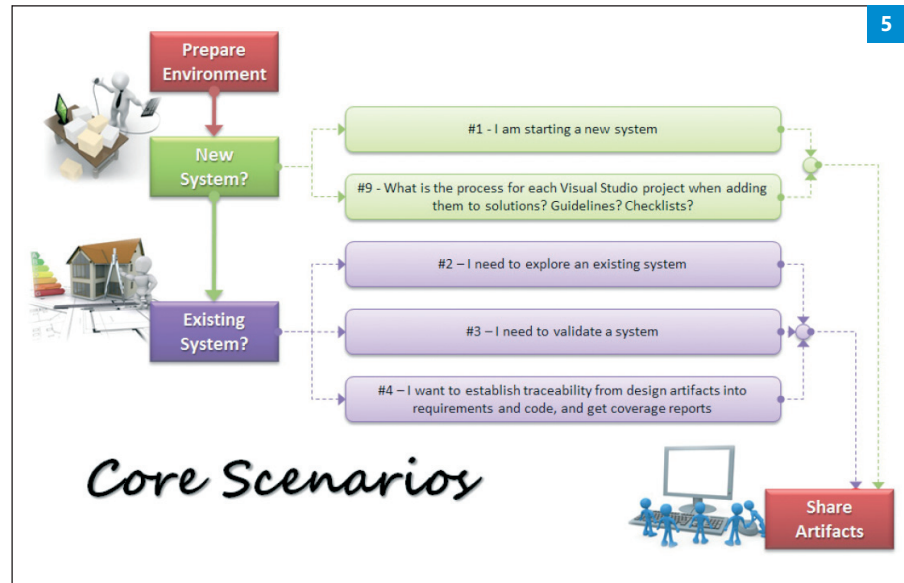 5
Prepare
Environment
New
System?
#1 - I am starting a new system
#9 - What is the process for each Visual Studio project when adding
them to solutions? Guidelines? Checklists?
Existing
System?
#2 – I need to explore an existing system
#3 – I need to validate a system
#4 – I want to establish traceability from design artifacts into
requirements and code, and get coverage reports
Core Scenarios
Share
Artifacts